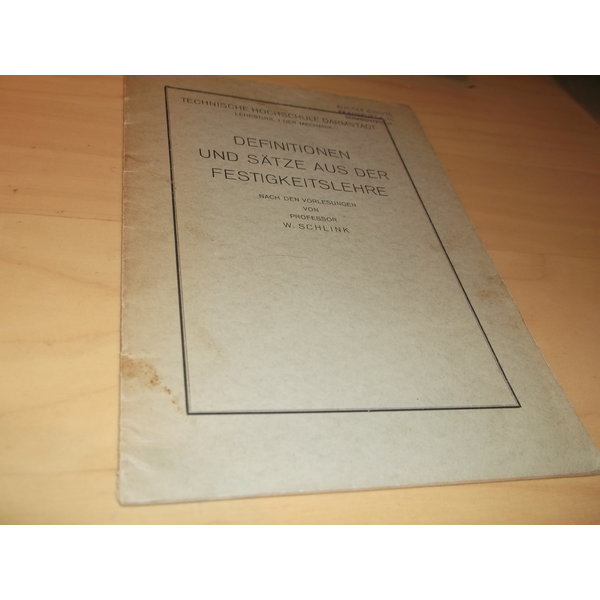 TECHNISCHE HOCHSCHULE DARMSTADT
LEHRSTUHL I DER MECHANIK
DEFINITIONEN
UND SÄTZE AUS DER
FESTIGKEITSLEHRE
NACH DEN VORLESUNGEN
VON
PROFESSOR
W. SCHLINK